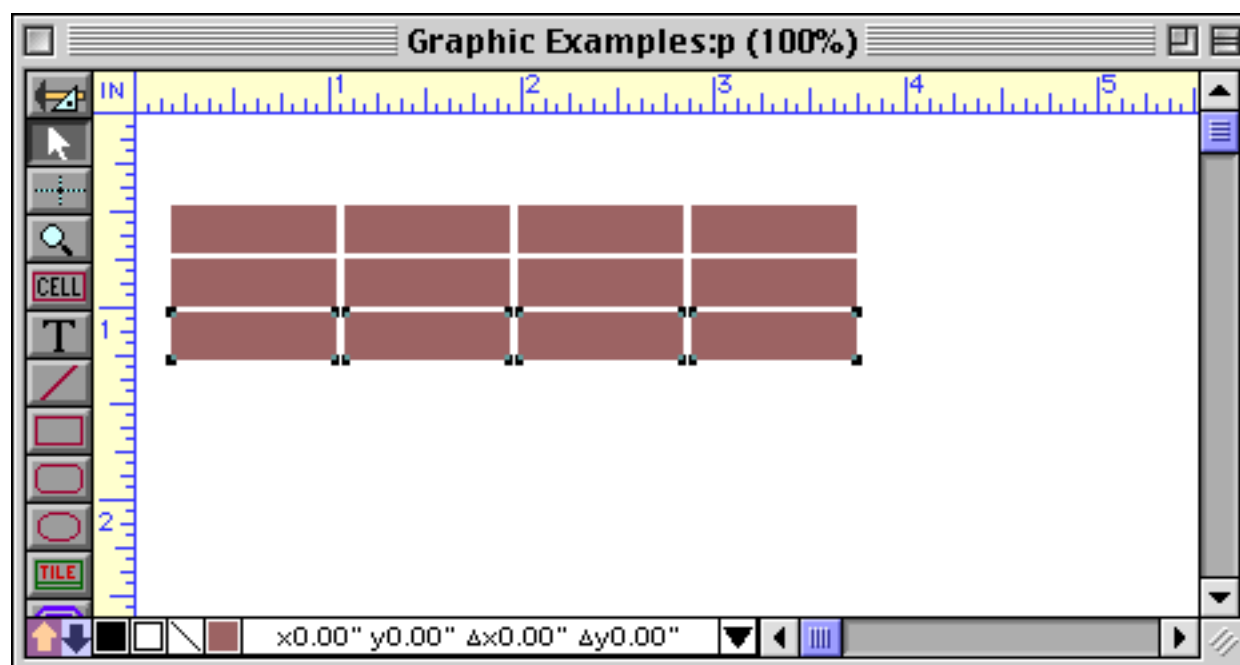 Graphic Examples:p (100%)
IN 1 2 3 4 5
CELL
T
1
2
TILE
x0.00" y0.00" Δx0.00" Δy0.00"